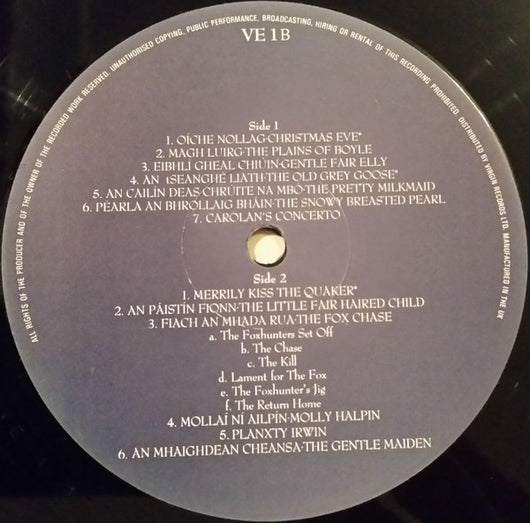 ALL RIGHTS OF THE PRODUCER AND OF THE OWNER OF THE RECORDED WORK RESERVED. UNAUTHORISED COPYING, PUBLIC PERFORMANCE, BROADCASTING, HIRING OR RENTAL OF THIS RECORDING PROHIBITED. DISTRIBUTED BY VIRGIN RECORDS LTD. MANUFACTURED IN THE UK
VE 1 B
Side 1
1. OÍCHE NOLLAG·CHRISTMAS EVE*
2. MAGH LUIRG·THE PLAINS OF BOYLE
3. EIBHLÍ GHEAL CHIÚIN·GENTLE FAIR ELLY
4. AN tSEANGHÉ LIATH·THE OLD GREY GOOSE*
5. AN CAILÍN DEAS·CHRÚITE NA MBÓ·THE PRETTY MILKMAID
6. PÉARLA AN BHROLLAIG BHÁIN·THE SNOWY BREASTED PEARL
7. CAROLAN'S CONCERTO
Side 2
1. MERRILY KISS THE QUAKER*
2. AN PÁISTÍN FIONN·THE LITTLE FAIR HAIRED CHILD
3. FIACH AN MHADA RUA·THE FOX CHASE
a. The Foxhunters Set Off
b. The Chase
c. The Kill
d. Lament for The Fox
e. The Foxhunter's Jig
f. The Return Home
4. MOLLAÍ NÍ AILPÍN·MOLLY HALPIN
5. PLANXTY IRWIN
6. AN MHAIGHDEAN CHEANSA·THE GENTLE MAIDEN